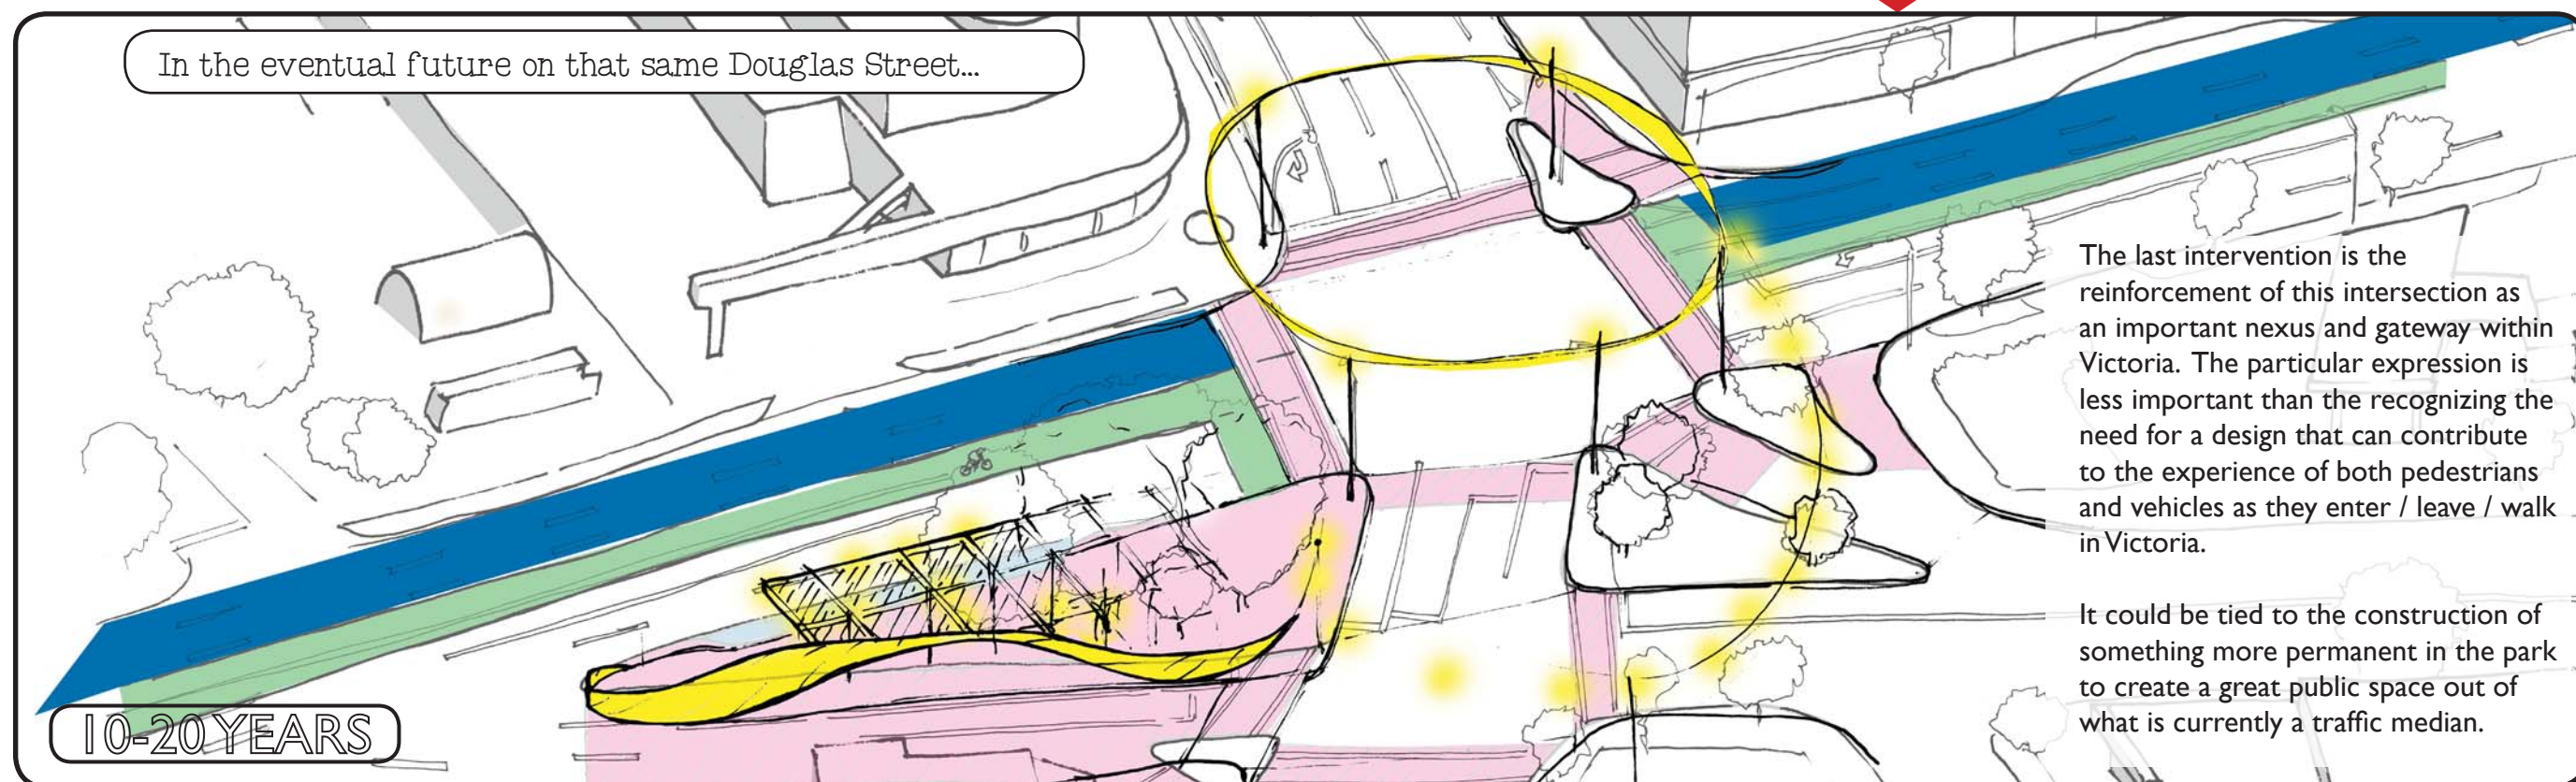 In the eventual future on that same Douglas Street...
The last intervention is the
reinforcement of this intersection as
an important nexus and gateway within
Victoria. The particular expression is
less important than the recognizing the
need for a design that can contribute
to the experience of both pedestrians
and vehicles as they enter / leave / walk
in Victoria.
It could be tied to the construction of
something more permanent in the park
to create a great public space out of
what is currently a traffic median.
10-20 YEARS